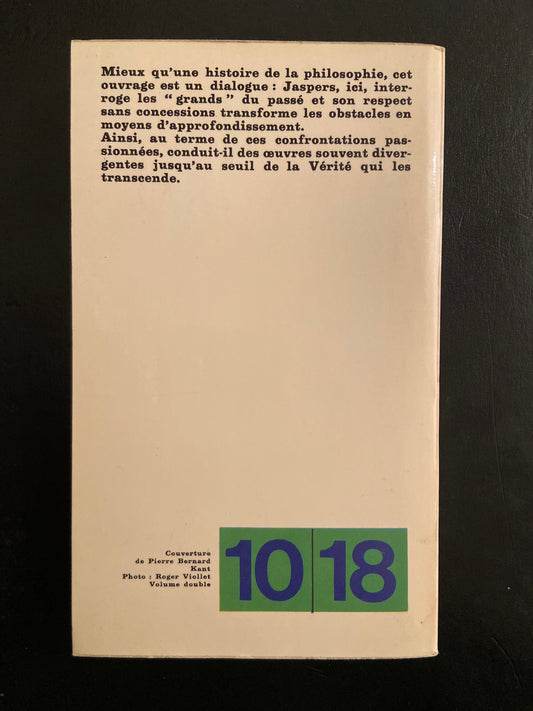 Mieux qu'une histoire de la philosophie, cet
ouvrage est un dialogue : Jaspers, ici, inter-
roge les "grands" du passé et son respect
sans concessions transforme les obstacles en
moyens d'approfondissement.
Ainsi, au terme de ces confrontations pas-
sionnées, conduit-il des œuvres souvent diver-
gentes jusqu'au seuil de la Vérité qui les
transcende.
Couverture
de Pierre Bernard
Kant
Photo : Roger Viollet
Volume double
10|18